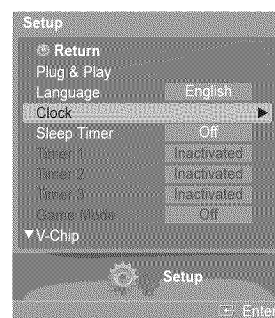 Setup
Return
Plug & Play
Language English
Clock
Sleep Timer Off
Timer 1 Inactivated
Timer 2 Inactivated
Timer 3 Inactivated
Game Mode Off
▼V-Chip
Setup
Enter